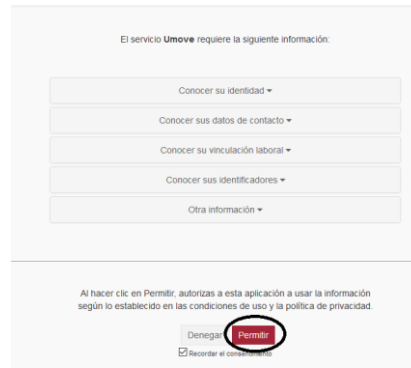 El servicio Umove requiere la siguiente información:
Conocer su identidad
Conocer sus datos de contacto
Conocer su vinculación laboral
Conocer sus identificadores
Otra información
Al hacer clic en Permitir, autorizas a esta aplicación a usar la información
según lo establecido en las condiciones de uso y la política de privacidad.
Denegar Permitir
Recordar el consentimiento